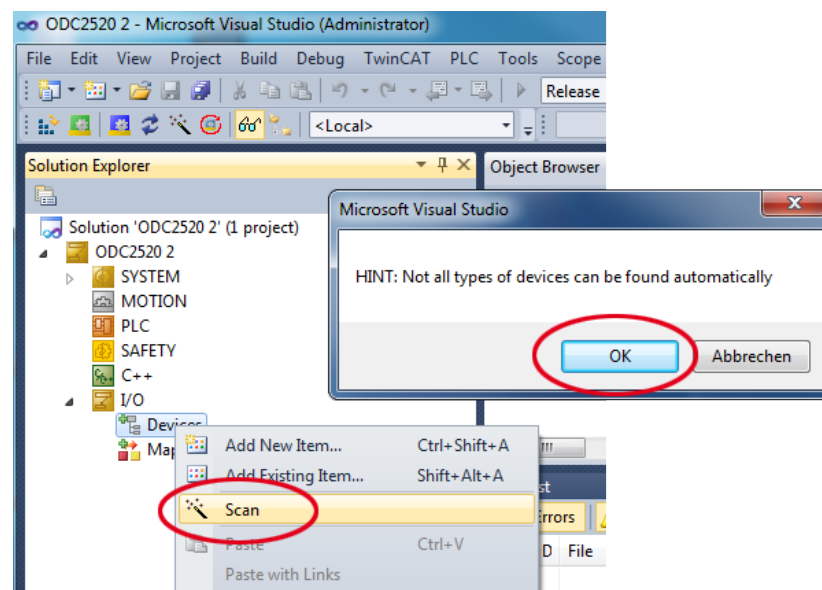 ODC2520 2 - Microsoft Visual Studio (Administrator)
File Edit View Project Build Debug TwinCAT PLC Tools Scope
Release
<Local>
Solution Explorer
Object Browser
Solution 'ODC2520 2' (1 project)
ODC2520 2
SYSTEM
MOTION
PLC
SAFETY
C++
I/O
Devices
Microsoft Visual Studio
X
HINT: Not all types of devices can be found automatically
OK Abbrechen
Add New Item... Ctrl+Shift+A
Add Existing Item... Shift+Alt+A
Scan
Paste Ctrl+V
Paste with Links
File